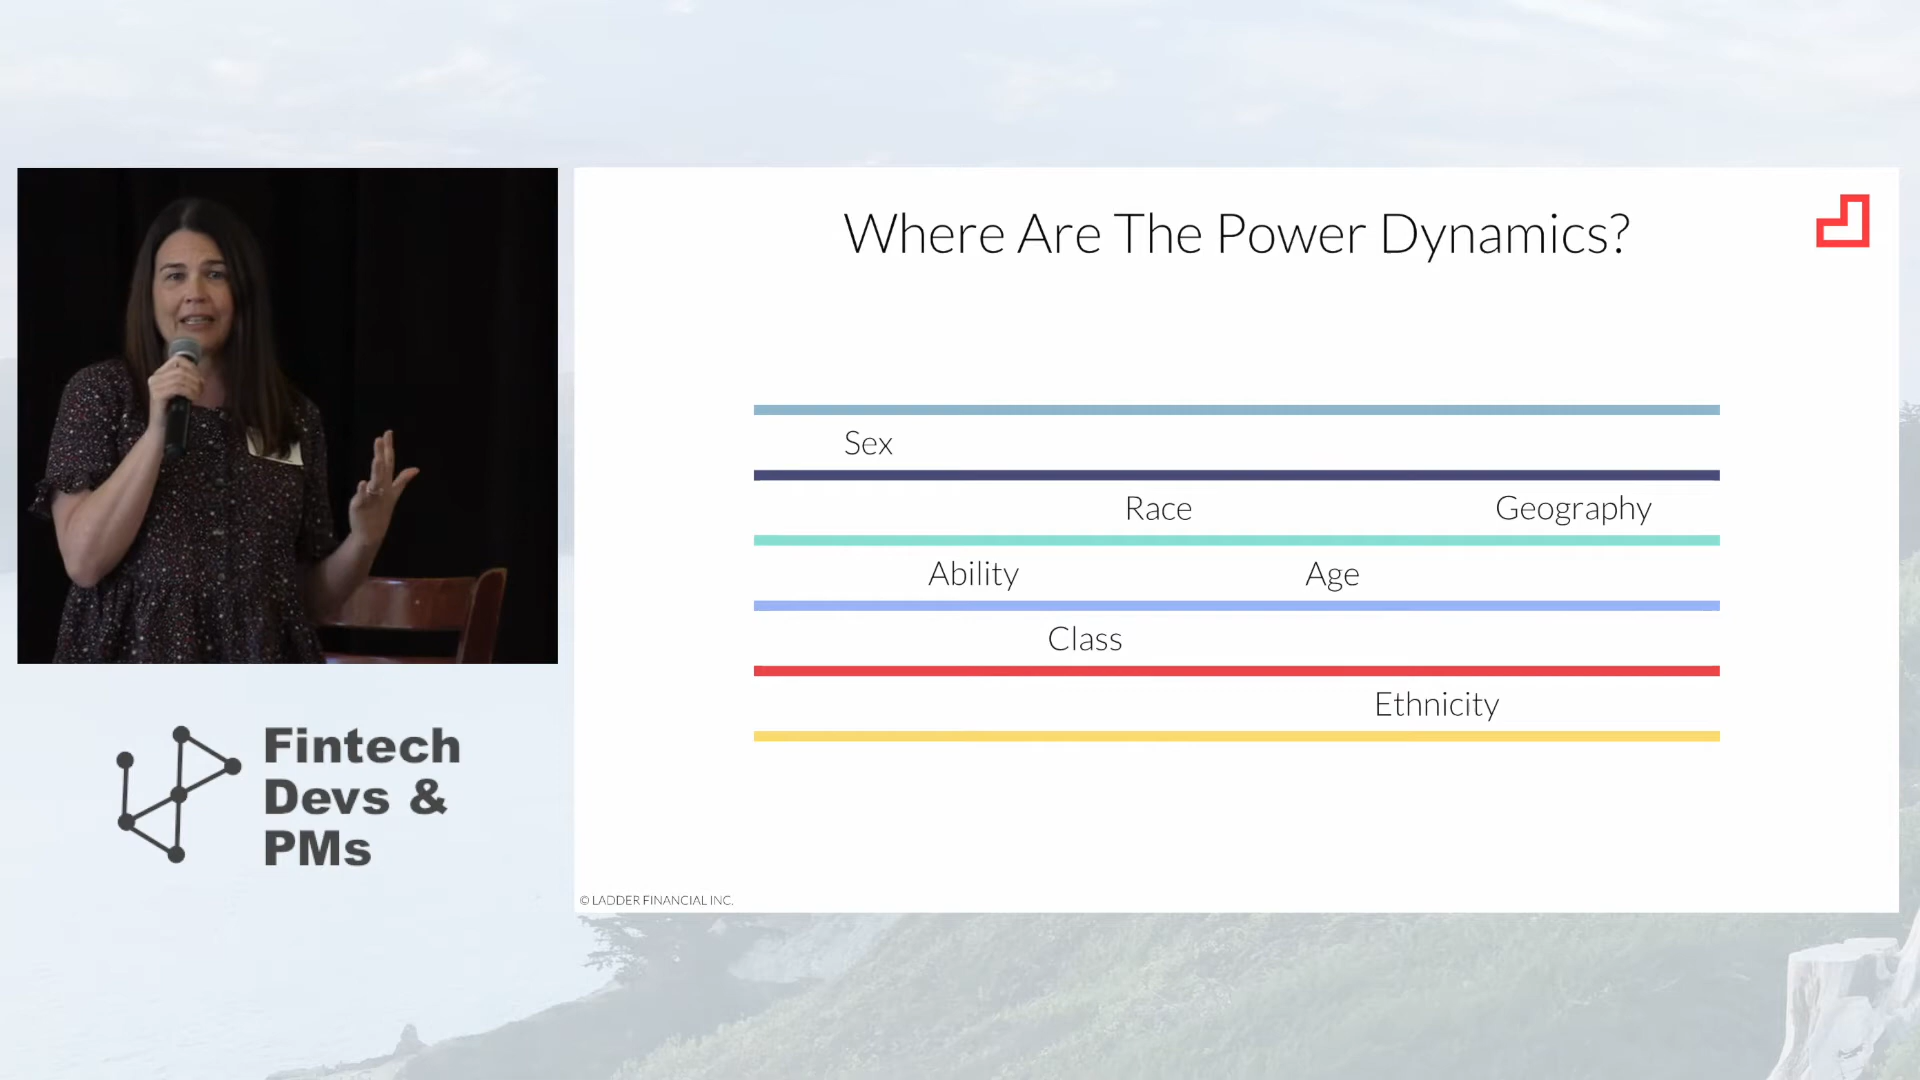 Where Are The Power Dynamics?
Sex
Race Geography
Ability Age
Class
Ethnicity
© LADDER FINANCIAL INC.
Fintech
Devs &
PMs